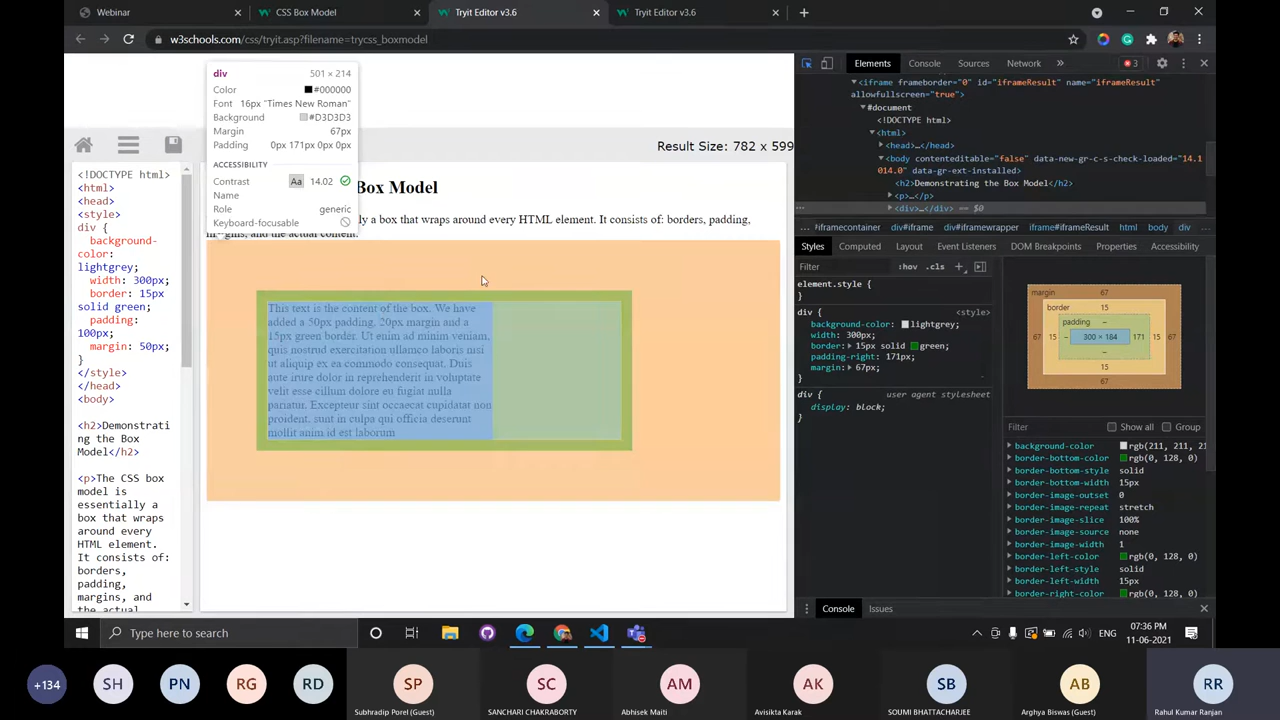 Webinar
CSS Box Model
Tryit Editor v3.6
Tryit Editor v3.6
w3schools.com/css/tryit.asp?filename=trycss_boxmodel
div 501 × 214
Color #000000
Font 16px "Times New Roman"
Background #D3D3D3
Margin 67px
Padding 0px 171px 0px 0px
ACCESSIBILITY
Contrast Aa 14.02
Name
Role generic
Keyboard-focusable
Result Size: 782 x 599
<!DOCTYPE html>
<html>
<head>
<style>
div {
background-
color:
lightgrey;
width: 300px;
border: 15px
solid green;
padding:
100px;
margin: 50px;
}
</style>
</head>
<body>
<h2>Demonstrati
ng the Box
Model</h2>
<p>The CSS box
model is
essentially a
box that wraps
around every
HTML element.
It consists of:
borders,
padding,
margins, and
the actual
Box Model
ly a box that wraps around every HTML element. It consists of: borders, padding,
margins, and the actual content.
This text is the content of the box. We have
added a 50px padding, 20px margin and a
15px green border. Ut enim ad minim veniam,
quis nostrud exercitation ullamco laboris nisi
ut aliquip ex ea commodo consequat. Duis
aute irure dolor in reprehenderit in voluptate
velit esse cillum dolore eu fugiat nulla
pariatur. Excepteur sint occaecat cupidatat non
proident, sunt in culpa qui officia deserunt
mollit anim id est laborum
Elements Console Sources Network 3
<iframe frameborder="0" id="iframeResult" name="iframeResult"
allowfullscreen="true">
#document
<!DOCTYPE html>
<html>
<head>…</head>
<body contenteditable="false" data-new-gr-c-s-check-loaded="14.1
014.0" data-gr-ext-installed>
<h2>Demonstrating the Box Model</h2>
<p>…</p>
<div>…</div> == $0
#iframecontainer div#iframe div#iframewrapper iframe#iframeResult html body div
Styles Computed Layout Event Listeners DOM Breakpoints Properties Accessibility
Filter :hov .cls
element.style {
}
div { <style>
background-color: lightgrey;
width: 300px;
border: 15px solid green;
padding-right: 171px;
margin: 67px;
}
div { user agent stylesheet
display: block;
}
margin 67
border 15
padding –
67 15 – 300 × 184 171 15 67
–
15
67
Filter Show all Group
background-color rgb(211, 211, 21
border-bottom-color rgb(0, 128, 0)
border-bottom-style solid
border-bottom-width 15px
border-image-outset 0
border-image-repeat stretch
border-image-slice 100%
border-image-source none
border-image-width 1
border-left-color rgb(0, 128, 0)
border-left-style solid
border-left-width 15px
border-right-color rgb(0, 128, 0)
Console Issues
Type here to search
ENG
07:36 PM
11-06-2021
+134 SH PN RG RD SP SC AM AK SB AB RR
Subhradip Porel (Guest)
SANCHARI CHAKRABORTY
Abhisek Maiti
Avisikta Karak
SOUMI BHATTACHARJEE
Arghya Biswas (Guest)
Rahul Kumar Ranjan